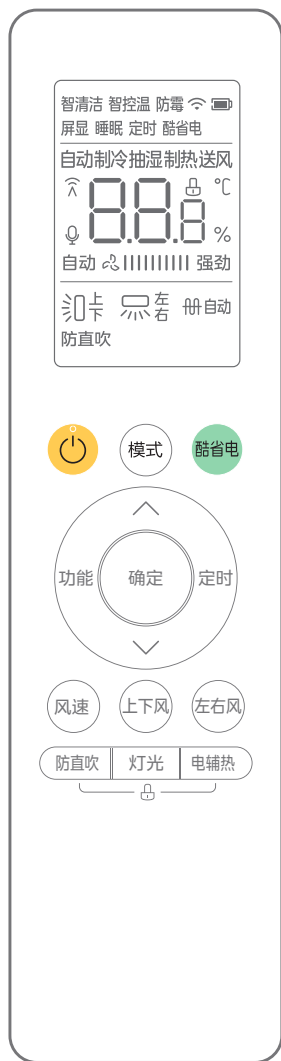 智清洁 智控温 防霉
屏显 睡眠 定时 酷省电
自动制冷抽湿制热送风
8.8.8 ℃
%
自动 强劲
上下 左右 自动
防直吹
模式 酷省电
功能 确定 定时
风速 上下风 左右风
防直吹 灯光 电辅热